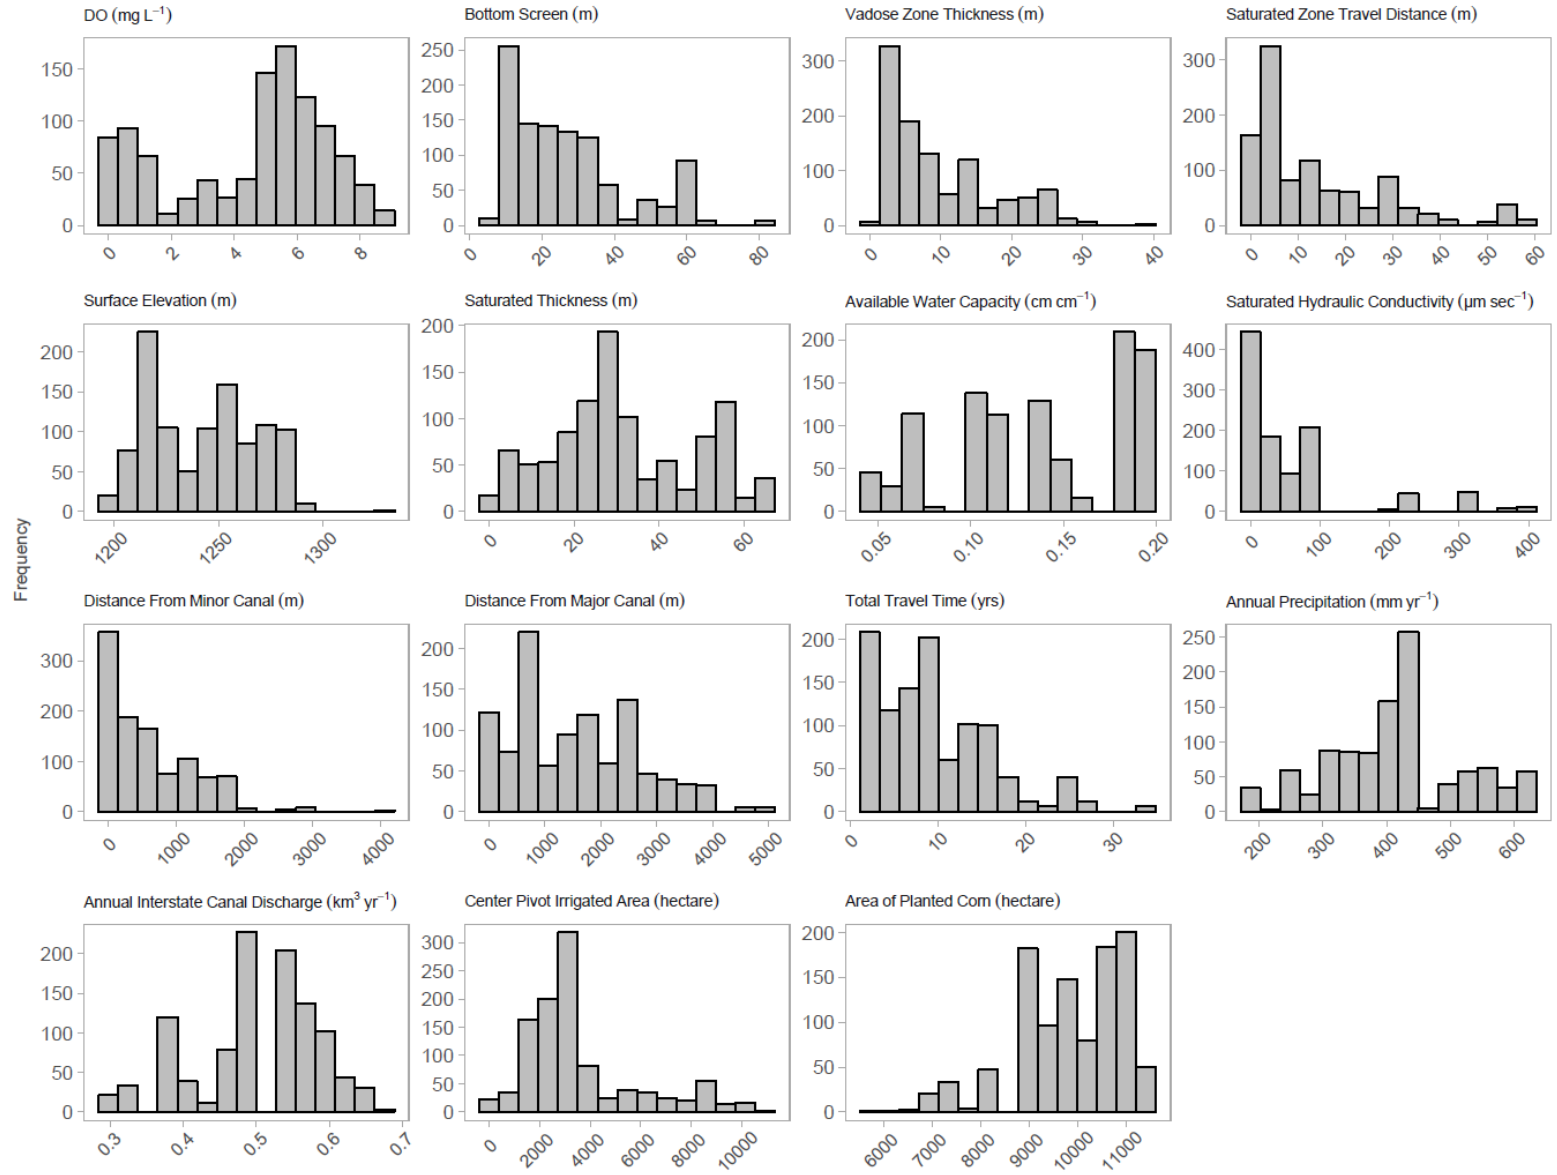 DO (mg L⁻¹)
150
100
50
0
0 2 4 6 8
Bottom Screen (m)
250
200
150
100
50
0
0 20 40 60 80
Vadose Zone Thickness (m)
300
200
100
0
0 10 20 30 40
Saturated Zone Travel Distance (m)
300
200
100
0
0 10 20 30 40 50 60
Surface Elevation (m)
200
150
100
50
0
1200 1250 1300
Saturated Thickness (m)
200
150
100
50
0
0 20 40 60
Available Water Capacity (cm cm⁻¹)
200
150
100
50
0
0.05 0.10 0.15 0.20
Saturated Hydraulic Conductivity (µm sec⁻¹)
400
300
200
100
0
0 100 200 300 400
Frequency
Distance From Minor Canal (m)
300
200
100
0
0 1000 2000 3000 4000
Distance From Major Canal (m)
200
150
100
50
0
0 1000 2000 3000 4000 5000
Total Travel Time (yrs)
200
150
100
50
0
0 10 20 30
Annual Precipitation (mm yr⁻¹)
250
200
150
100
50
0
200 300 400 500 600
Annual Interstate Canal Discharge (km³ yr⁻¹)
200
150
100
50
0
0.3 0.4 0.5 0.6 0.7
Center Pivot Irrigated Area (hectare)
300
250
200
150
100
50
0
0 2000 4000 6000 8000 10000
Area of Planted Corn (hectare)
200
150
100
50
0
6000 7000 8000 9000 10000 11000